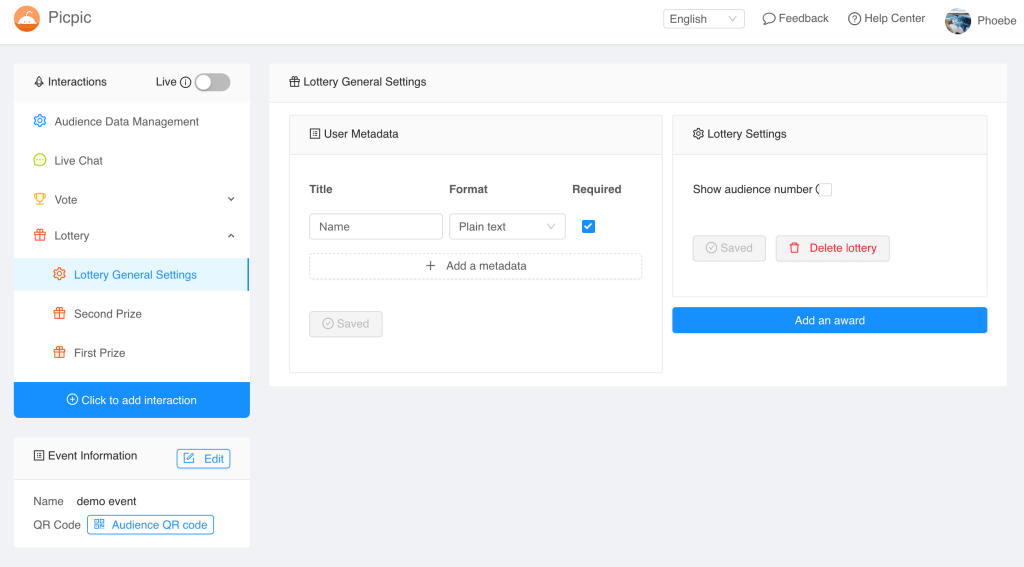 Picpic
English
Feedback
Help Center
Phoebe
Interactions
Live
Audience Data Management
Live Chat
Vote
Lottery
Lottery General Settings
Second Prize
First Prize
Click to add interaction
Event Information
Edit
Name demo event
QR Code Audience QR code
Lottery General Settings
User Metadata
Title Format Required
Name Plain text
+ Add a metadata
Saved
Lottery Settings
Show audience number
Saved Delete lottery
Add an award